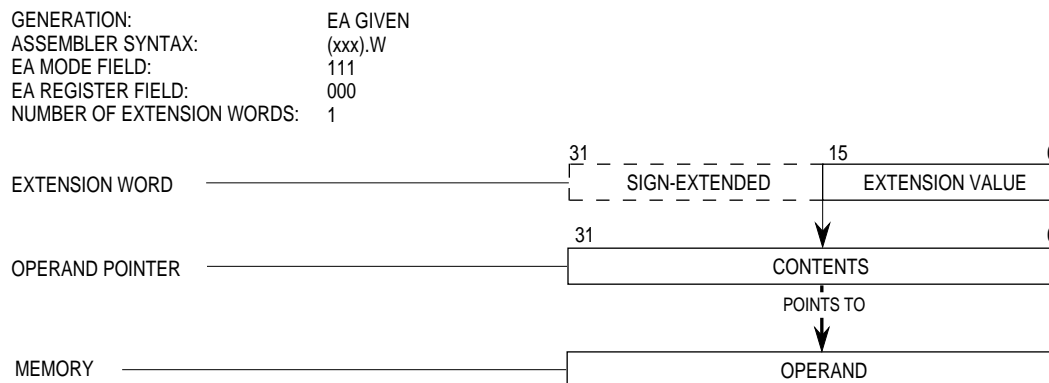 GENERATION: EA GIVEN
ASSEMBLER SYNTAX: (xxx).W
EA MODE FIELD: 111
EA REGISTER FIELD: 000
NUMBER OF EXTENSION WORDS: 1
31 15
EXTENSION WORD SIGN-EXTENDED EXTENSION VALUE
31
OPERAND POINTER CONTENTS
POINTS TO
MEMORY OPERAND